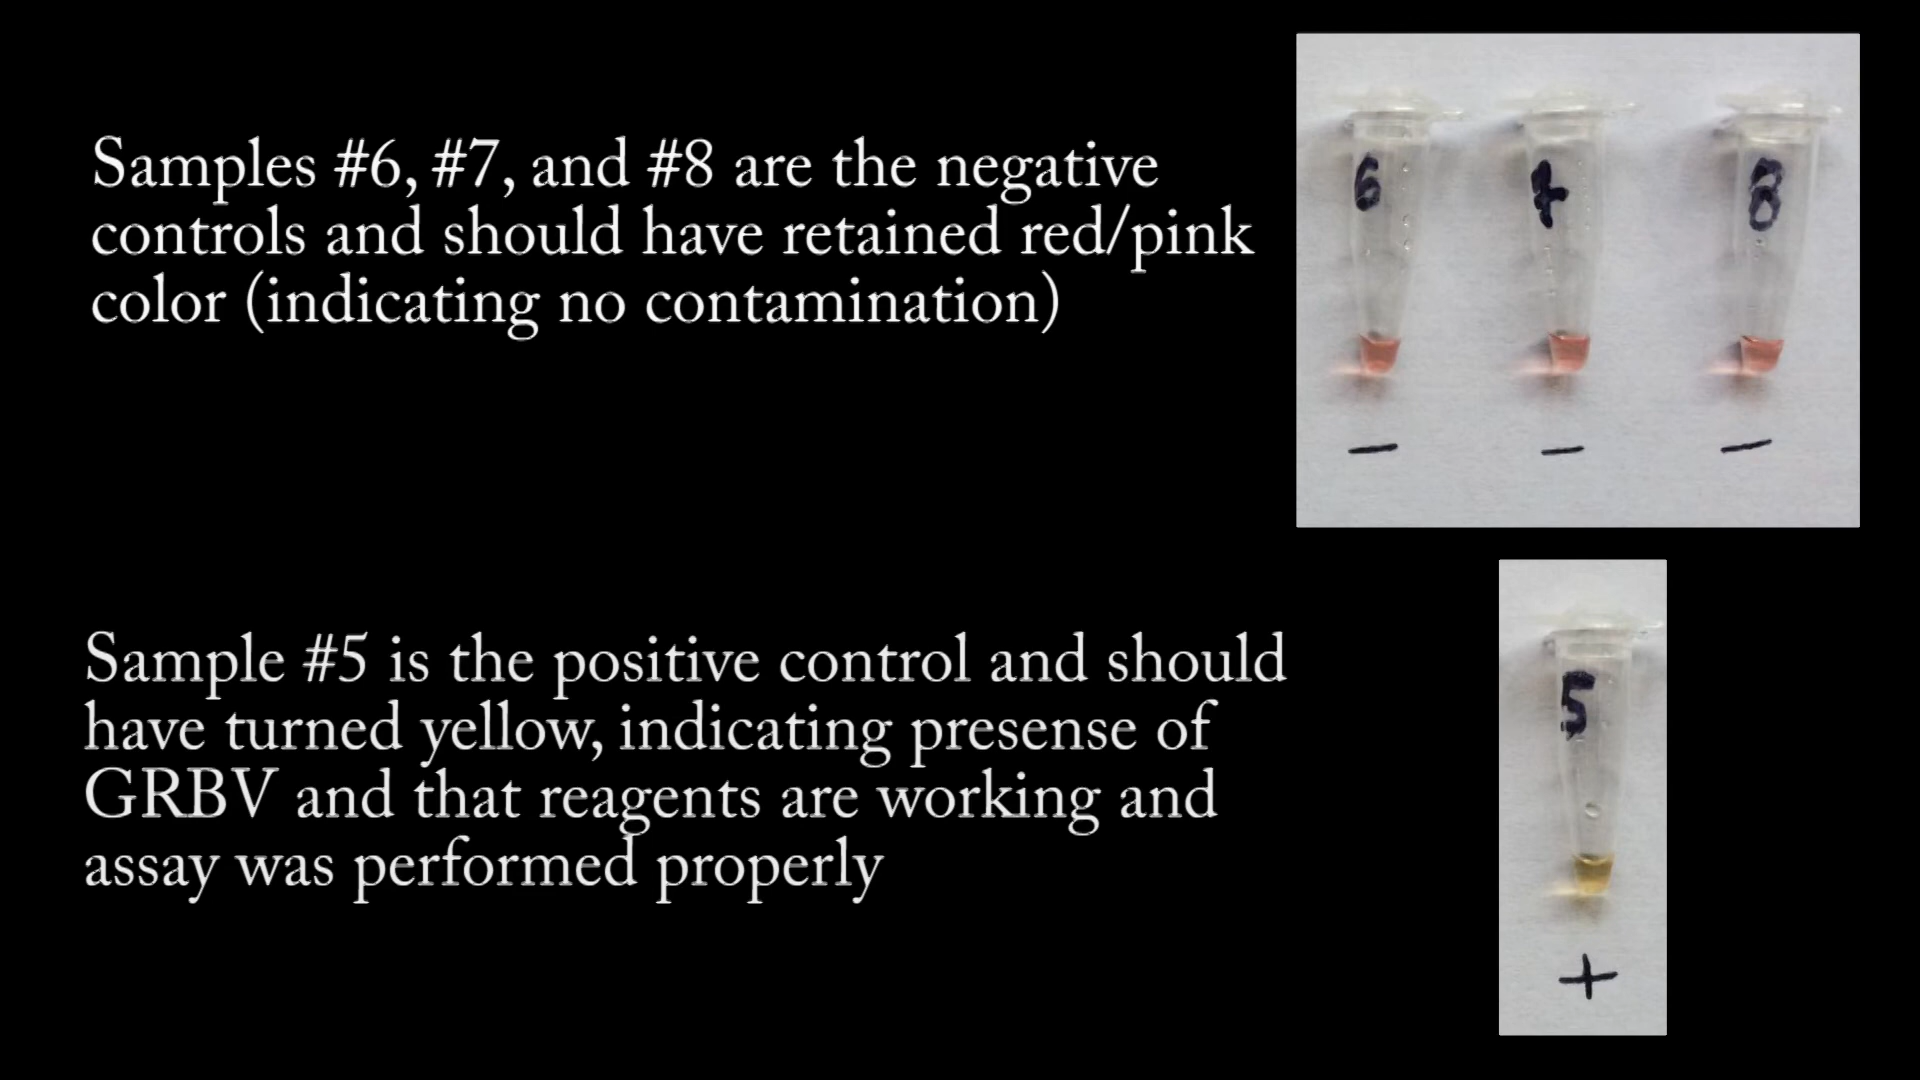 Samples #6, #7, and #8 are the negative
controls and should have retained red/pink
color (indicating no contamination)
6 7 8
– – –
Sample #5 is the positive control and should
have turned yellow, indicating presense of
GRBV and that reagents are working and
assay was performed properly
5
+